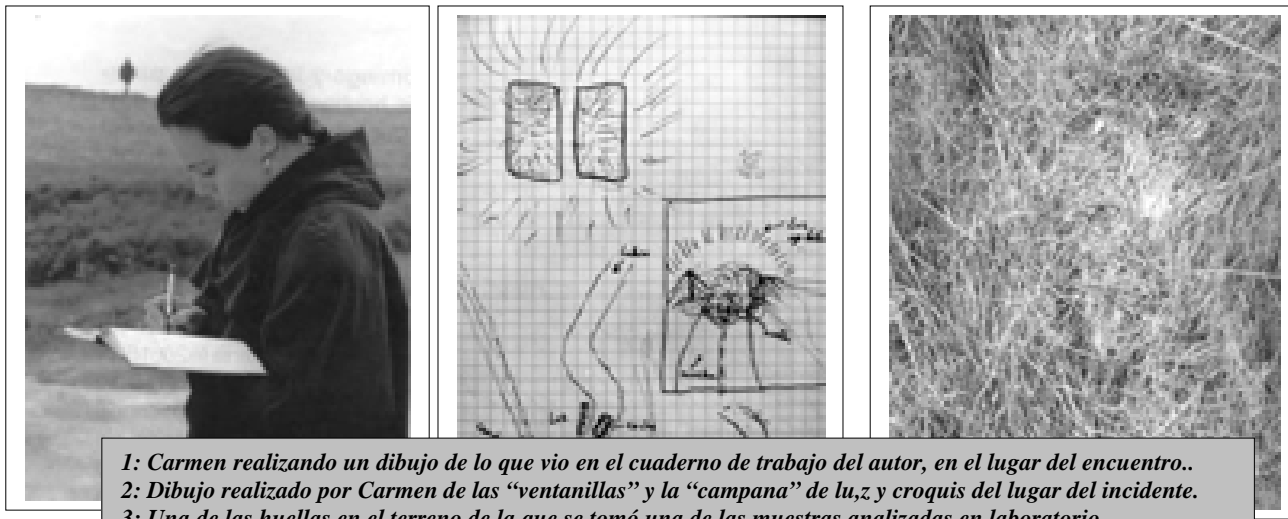 1: Carmen realizando un dibujo de lo que vio en el cuaderno de trabajo del autor, en el lugar del encuentro..
2: Dibujo realizado por Carmen de las “ventanillas” y la “campana” de lu,z y croquis del lugar del incidente.
3: Una de las huellas en el terreno de la que se tomó una de las muestras analizadas en laboratorio